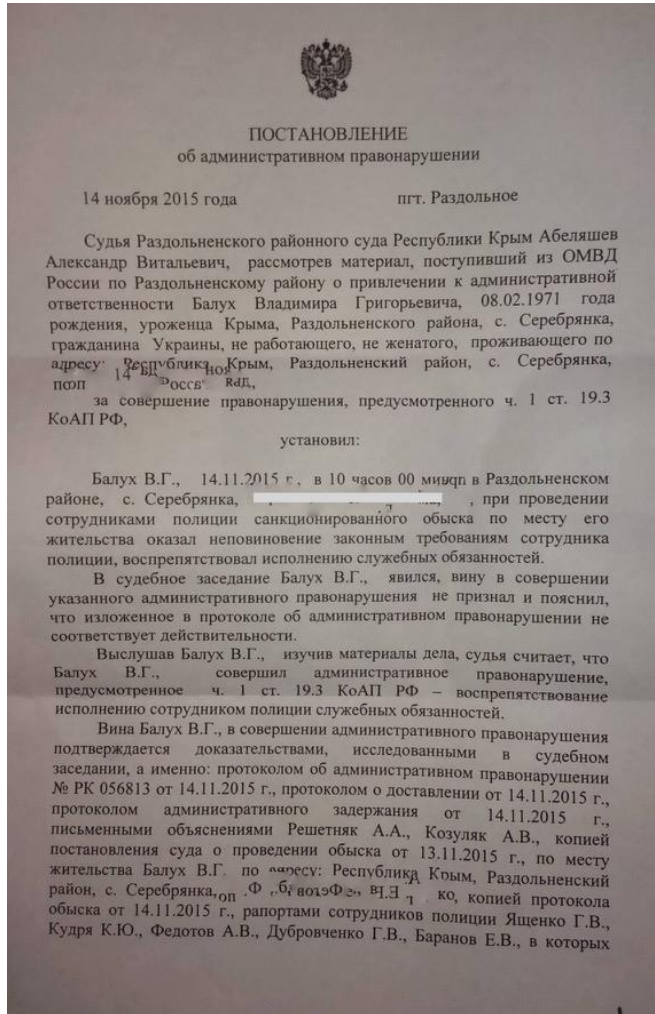 ПОСТАНОВЛЕНИЕ
об административном правонарушении
14 ноября 2015 года пгт. Раздольное
Судья Раздольненского районного суда Республики Крым Абеляшев
Александр Витальевич, рассмотрев материал, поступивший из ОМВД
России по Раздольненскому району о привлечении к административной
ответственности Балух Владимира Григорьевича, 08.02.1971 года
рождения, уроженца Крыма, Раздольненского района, с. Серебрянка,
гражданина Украины, не работающего, не женатого, проживающего по
адресу: Республика Крым, Раздольненский район, с. Серебрянка,
за совершение правонарушения, предусмотренного ч. 1 ст. 19.3
КоАП РФ,
установил:
Балух В.Г., 14.11.2015 г., в 10 часов 00 в Раздольненском
районе, с. Серебрянка, , при проведении
сотрудниками полиции санкционированного обыска по месту его
жительства оказал неповиновение законным требованиям сотрудника
полиции, воспрепятствовал исполнению служебных обязанностей.
В судебное заседание Балух В.Г., явился, вину в совершении
указанного административного правонарушения не признал и пояснил,
что изложенное в протоколе об административном правонарушении не
соответствует действительности.
Выслушав Балух В.Г., изучив материалы дела, судья считает, что
Балух В.Г., совершил административное правонарушение,
предусмотренное ч. 1 ст. 19.3 КоАП РФ – воспрепятствование
исполнению сотрудником полиции служебных обязанностей.
Вина Балух В.Г., в совершении административного правонарушения
подтверждается доказательствами, исследованными в судебном
заседании, а именно: протоколом об административном правонарушении
№ РК 056813 от 14.11.2015 г., протоколом о доставлении от 14.11.2015 г.,
протоколом административного задержания от 14.11.2015 г.,
письменными объяснениями Решетняк А.А., Козуляк А.В., копией
постановления суда о проведении обыска от 13.11.2015 г., по месту
жительства Балух В.Г. по адресу: Республика Крым, Раздольненский
район, с. Серебрянка, копией протокола
обыска от 14.11.2015 г., рапортами сотрудников полиции Ященко Г.В.,
Кудря К.Ю., Федотов А.В., Дубровченко Г.В., Баранов Е.В., в которых